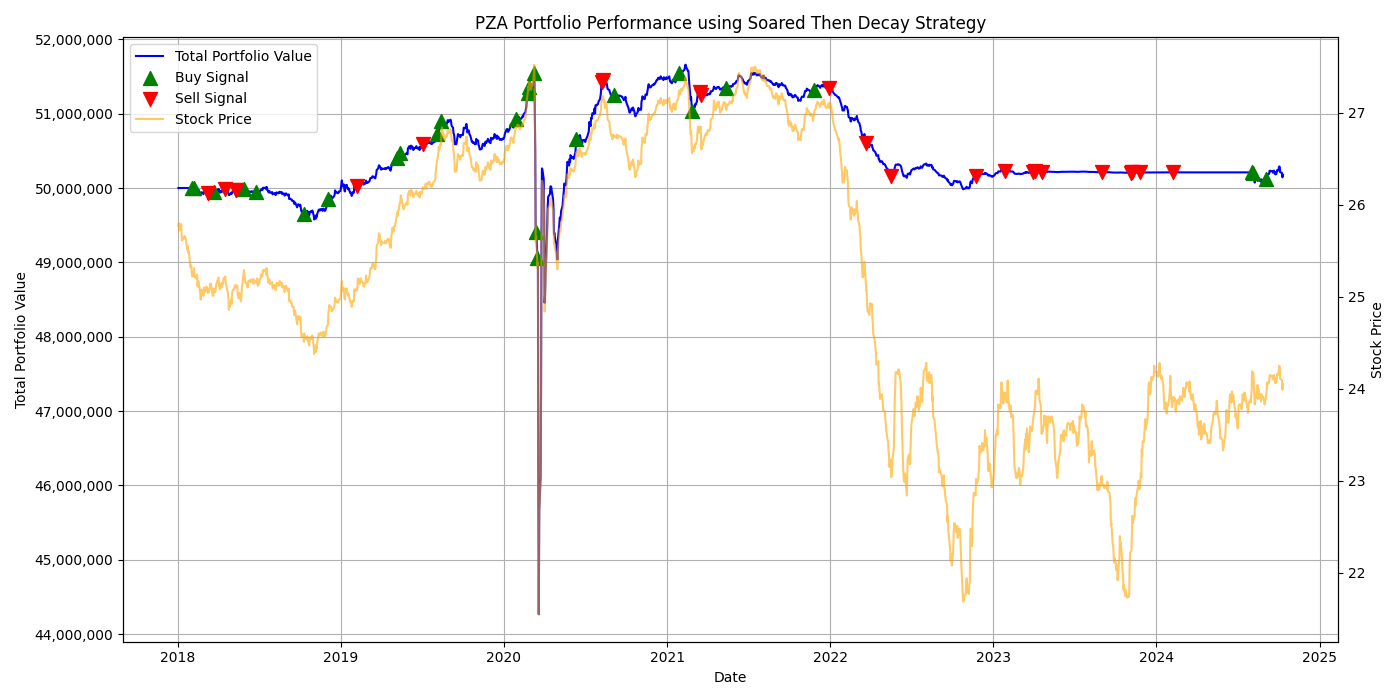 PZA Portfolio Performance using Soared Then Decay Strategy
Total Portfolio Value
Buy Signal
Sell Signal
Stock Price
52,000,000
51,000,000
50,000,000
49,000,000
48,000,000
47,000,000
46,000,000
45,000,000
44,000,000
Total Portfolio Value
27
26
25
24
23
22
Stock Price
2018
2019
2020
2021
2022
2023
2024
2025
Date